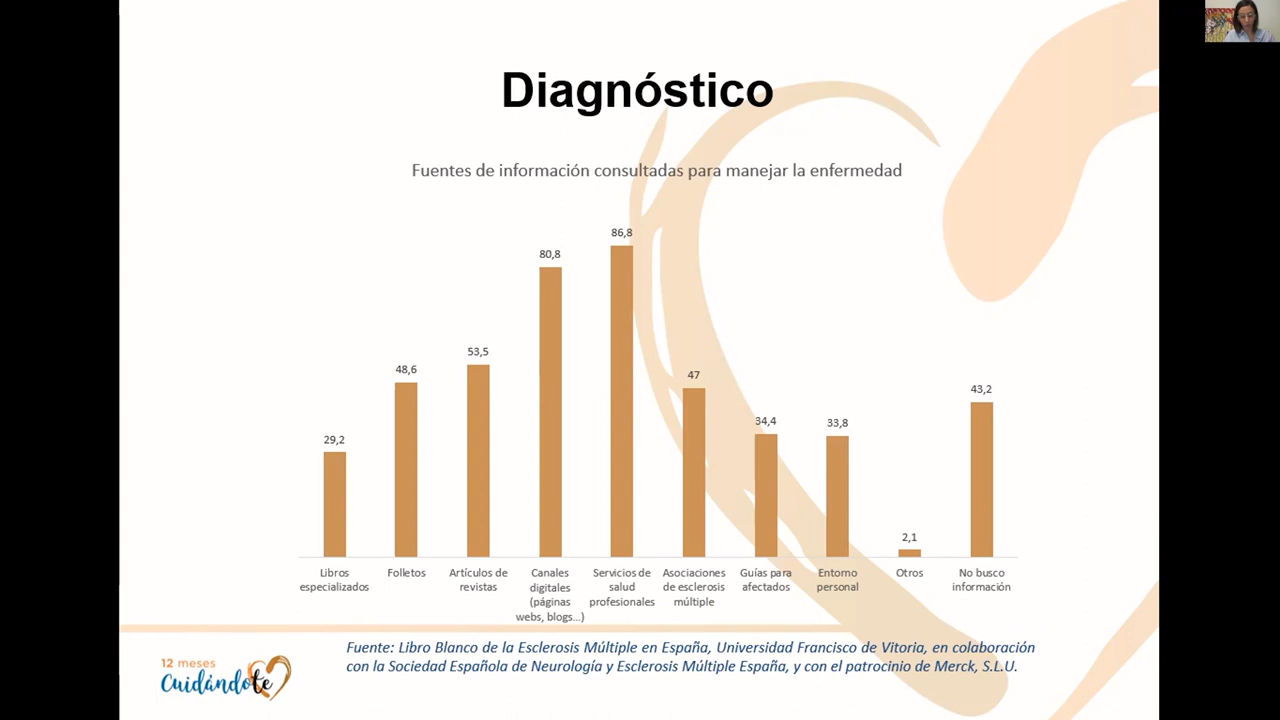 Diagnóstico
Fuentes de información consultadas para manejar la enfermedad
29,2
48,6
53,5
80,8
86,8
47
34,4
33,8
2,1
43,2
Libros
especializados
Folletos
Artículos de
revistas
Canales
digitales
(páginas
webs, blogs...)
Servicios de
salud
profesionales
Asociaciones
de esclerosis
múltiple
Guías para
afectados
Entorno
personal
Otros
No busco
información
Fuente: Libro Blanco de la Esclerosis Múltiple en España, Universidad Francisco de Vitoria, en colaboración
con la Sociedad Española de Neurología y Esclerosis Múltiple España, y con el patrocinio de Merck, S.L.U.
12 meses
Cuidándote